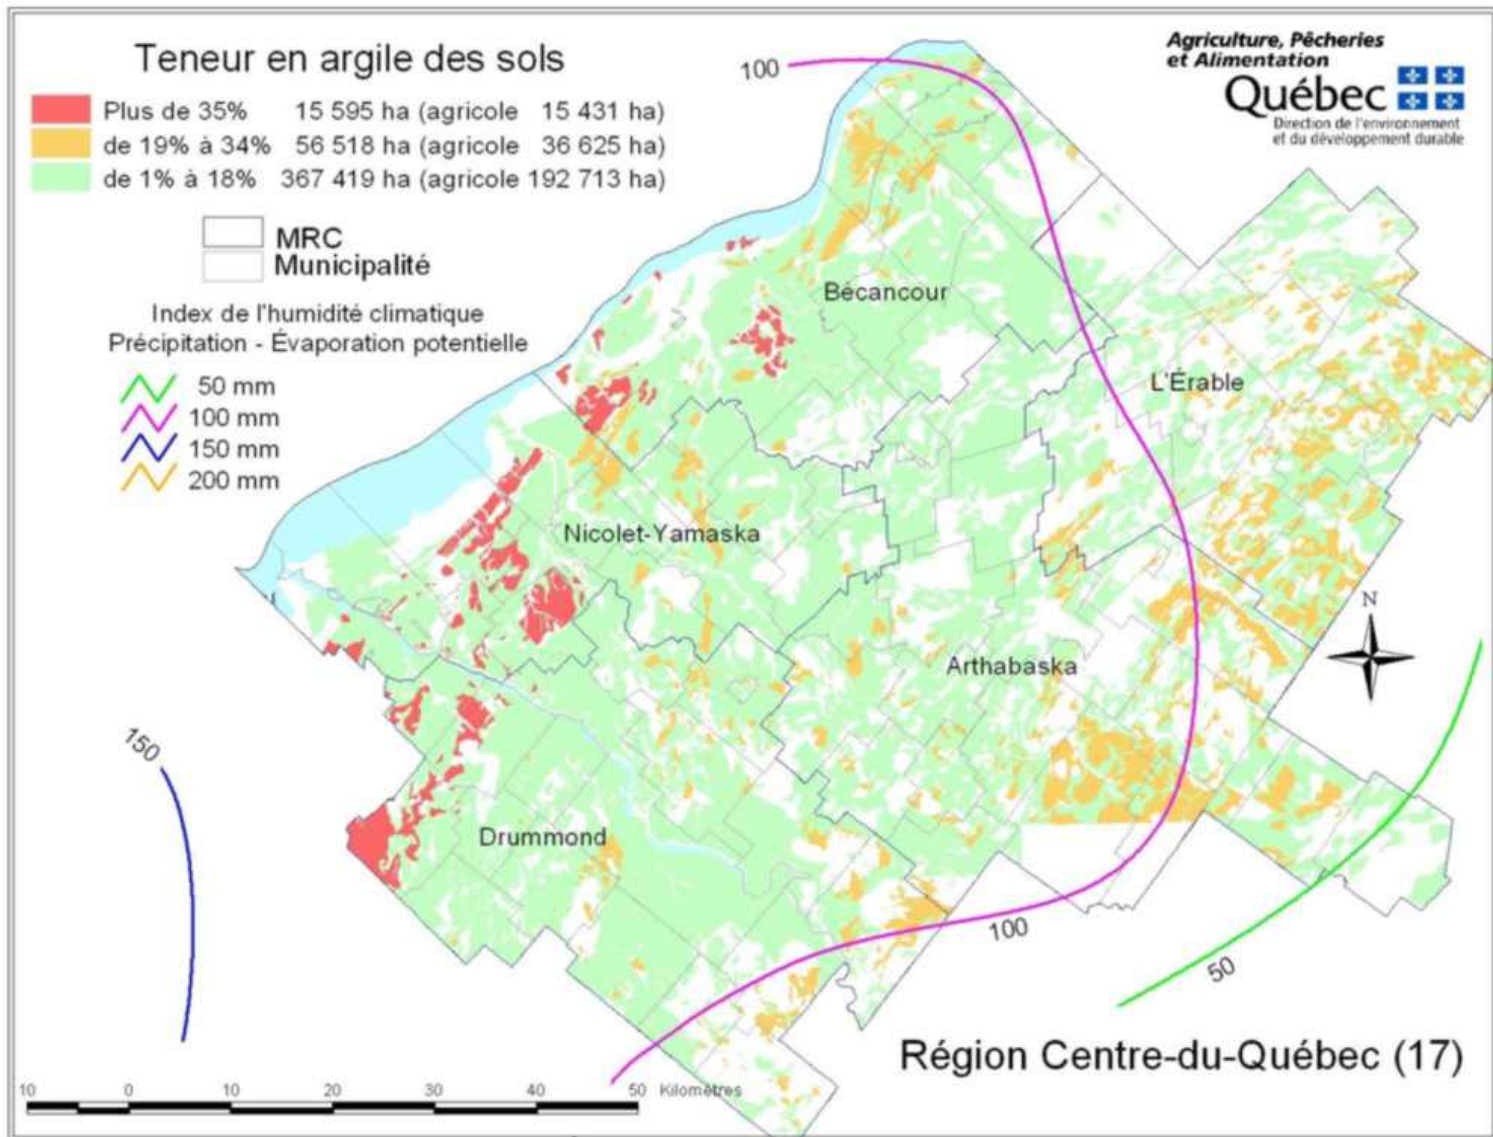 Teneur en argile des sols
Plus de 35% 15 595 ha (agricole 15 431 ha)
de 19% à 34% 56 518 ha (agricole 36 625 ha)
de 1% à 18% 367 419 ha (agricole 192 713 ha)
MRC
Municipalité
Index de l'humidité climatique
Précipitation - Évaporation potentielle
50 mm
100 mm
150 mm
200 mm
Agriculture, Pêcheries
et Alimentation
Québec
Direction de l'environnement
et du développement durable
100
Bécancour
L'Érable
Nicolet-Yamaska
N
Arthabaska
150
Drummond
100
50
Région Centre-du-Québec (17)
10 0 10 20 30 40 50 Kilomètres